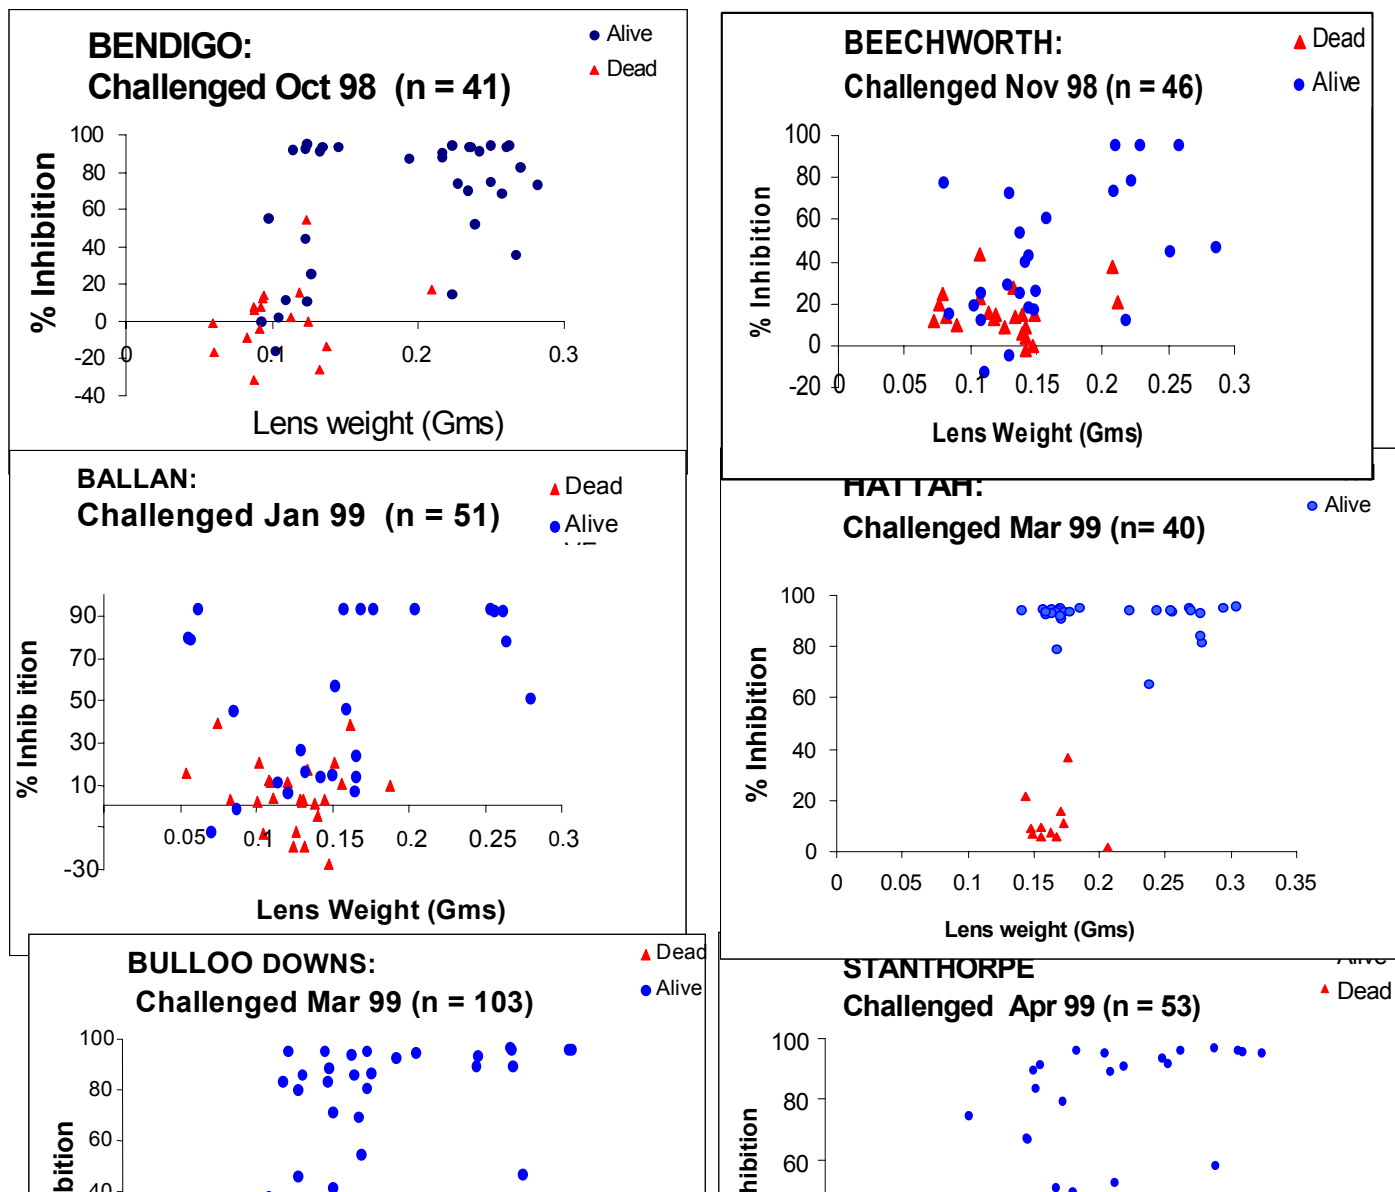 BENDIGO:
Challenged Oct 98 (n = 41)
Alive
Dead
% Inhibition
100
80
60
40
20
0
-20
-40
0
0.1
0.2
0.3
Lens weight (Gms)
BEECHWORTH:
Challenged Nov 98 (n = 46)
Dead
Alive
% Inhibition
100
80
60
40
20
0
-20
0
0.05
0.1
0.15
0.2
0.25
0.3
Lens Weight (Gms)
BALLAN:
Challenged Jan 99 (n = 51)
Dead
Alive
% Inhib ition
90
70
50
30
10
-30
0.05
0.1
0.15
0.2
0.25
0.3
Lens Weight (Gms)
HATTAH:
Challenged Mar 99 (n= 40)
Alive
% Inhibition
100
80
60
40
20
0
0
0.05
0.1
0.15
0.2
0.25
0.3
0.35
Lens weight (Gms)
BULLOO DOWNS:
Challenged Mar 99 (n = 103)
Dead
Alive
100
80
60
40
bition
STANTHORPE
Challenged Apr 99 (n = 53)
Alive
Dead
100
80
60
hibition